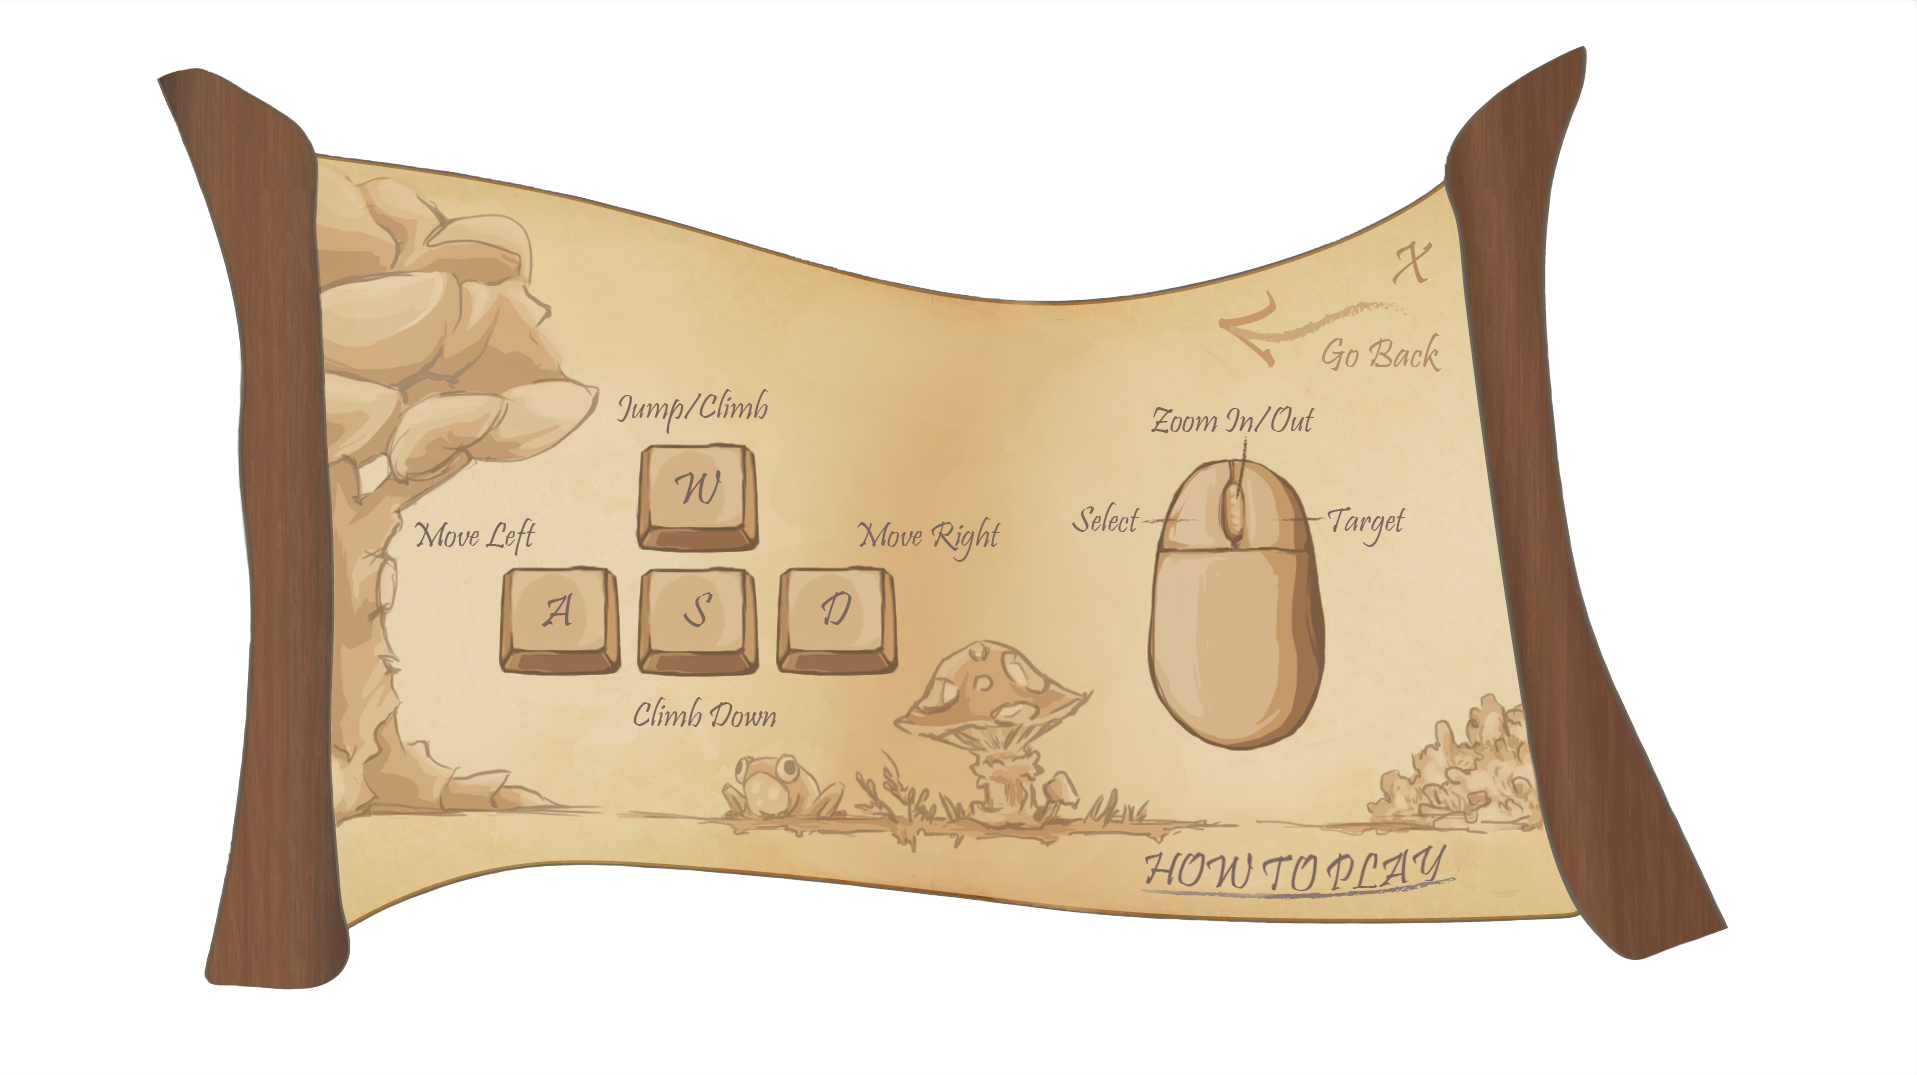 X
Go Back
Jump/Climb
W
Move Left
Move Right
A
S
D
Climb Down
Zoom In/Out
Select
Target
HOW TO PLAY